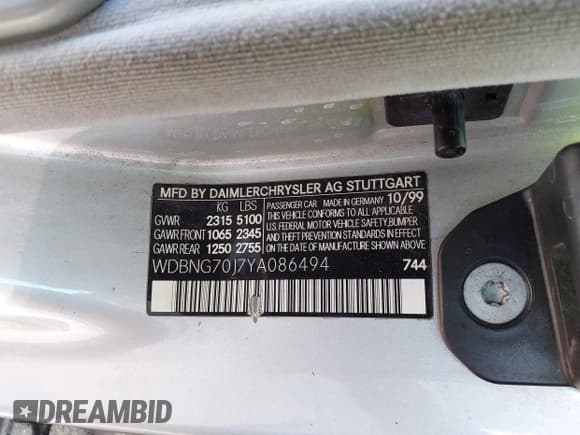 MFD BY DAIMLERCHRYSLER AG STUTTGART
KG LBS
GVWR 2315 5100
GAWR FRONT 1065 2345
GAWR REAR 1250 2755
PASSENGER CAR MADE IN GERMANY 10/99
THIS VEHICLE CONFORMS TO ALL APPLICABLE
U.S. FEDERAL MOTOR VEHICLE SAFETY, BUMPER
AND THEFT PREVENTION STANDARDS IN EFFECT
ON THE DATE OF MANUFACTURE SHOWN ABOVE.
WDBNG70J7YA086494 744
DREAMBID